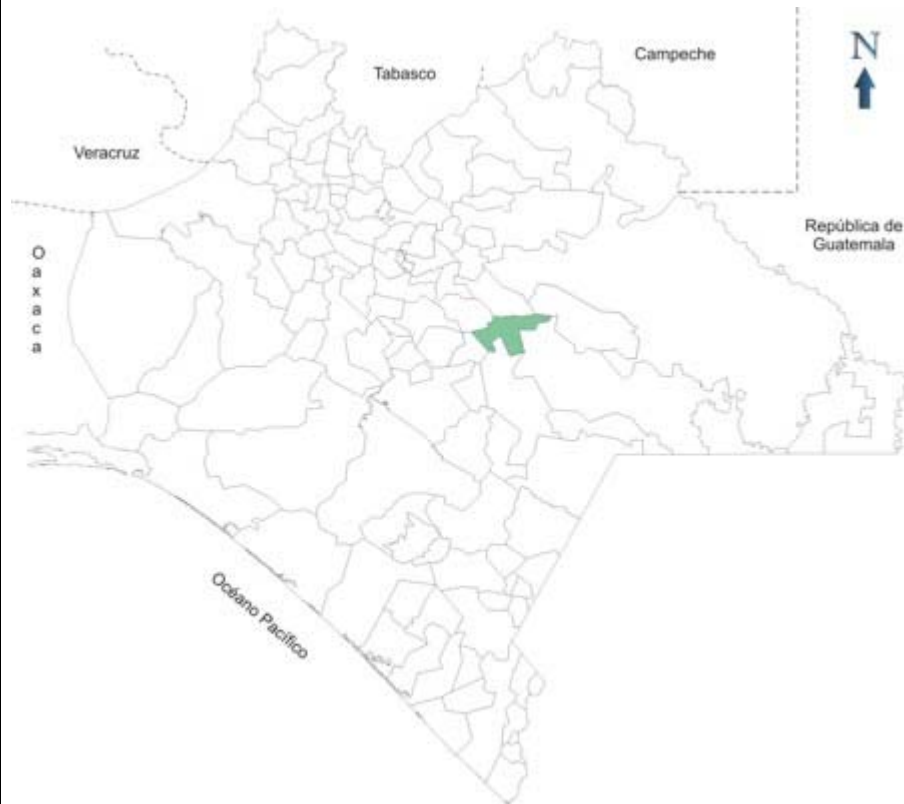 Campeche
N
Tabasco
Veracruz
República de
Guatemala
O
a
x
a
c
a
Océano Pacífico